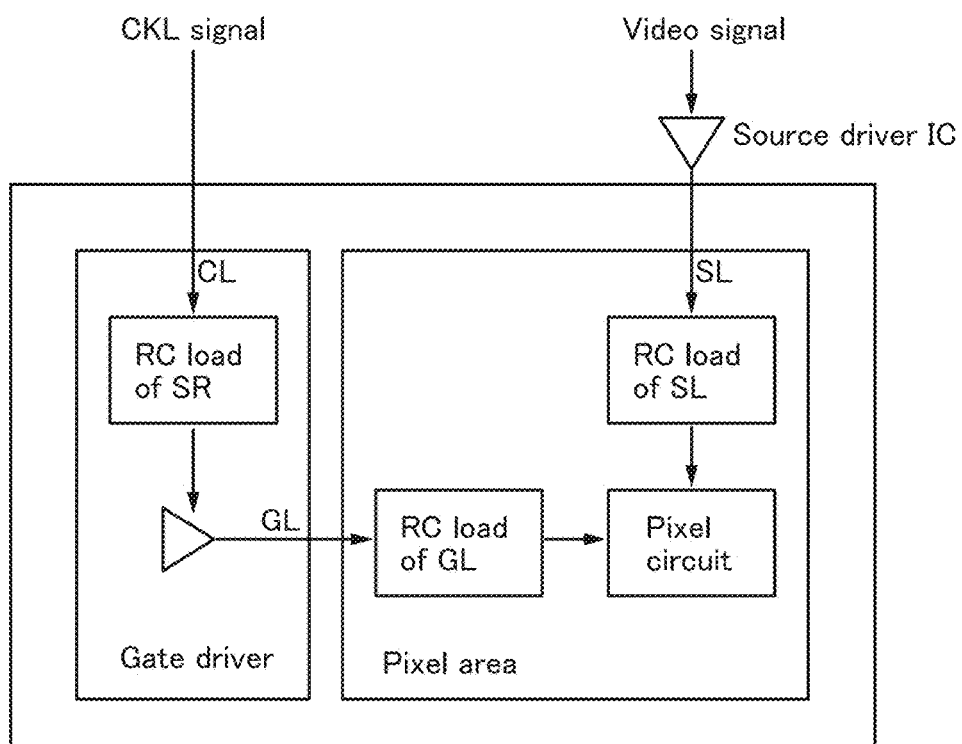 CKL signal
Video signal
Source driver IC
CL
SL
RC load
of SR
RC load
of SL
GL
RC load
of GL
Pixel
circuit
Gate driver
Pixel area